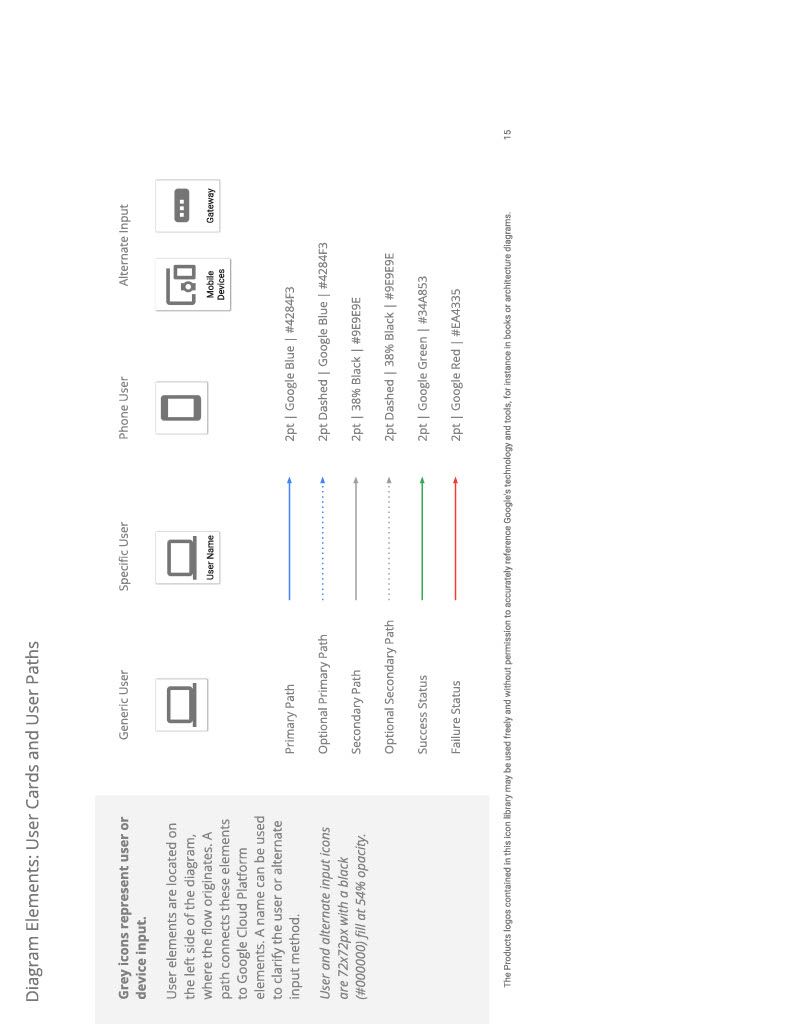 Diagram Elements: User Cards and User Paths
Grey icons represent user or
device input.
User elements are located on
the left side of the diagram,
where the flow originates. A
path connects these elements
to Google Cloud Platform
elements. A name can be used
to clarify the user or alternate
input method.
User and alternate input icons
are 72x72px with a black
(#000000) fill at 54% opacity.
Generic User
Specific User
Phone User
Alternate Input
User Name
Mobile
Devices
Gateway
Primary Path
2pt | Google Blue | #4284F3
Optional Primary Path
2pt Dashed | Google Blue | #4284F3
Secondary Path
2pt | 38% Black | #9E9E9E
Optional Secondary Path
2pt Dashed | 38% Black | #9E9E9E
Success Status
2pt | Google Green | #34A853
Failure Status
2pt | Google Red | #EA4335
The Products logos contained in this icon library may be used freely and without permission to accurately reference Google's technology and tools, for instance in books or architecture diagrams.
15